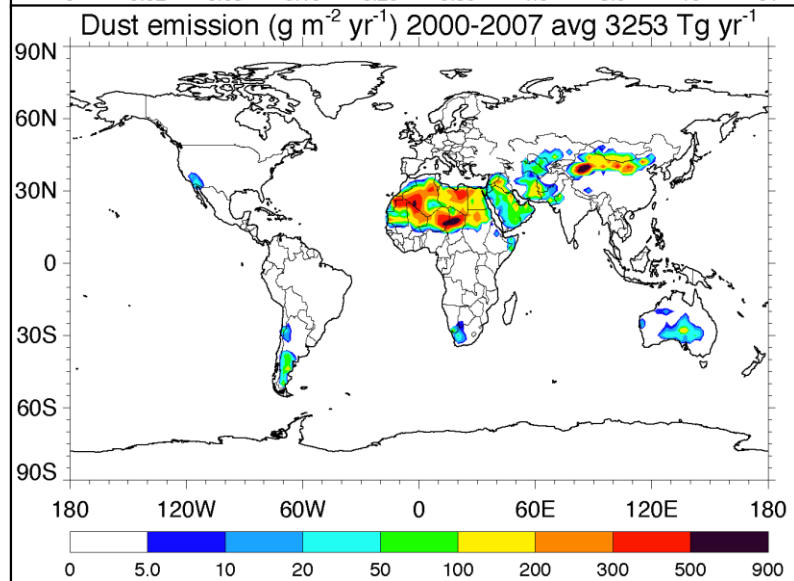 Dust emission (g m⁻² yr⁻¹) 2000-2007 avg 3253 Tg yr⁻¹
90N
60N
30N
0
30S
60S
90S
180 120W 60W 0 60E 120E 180
0 5.0 10 20 50 100 200 300 500 900